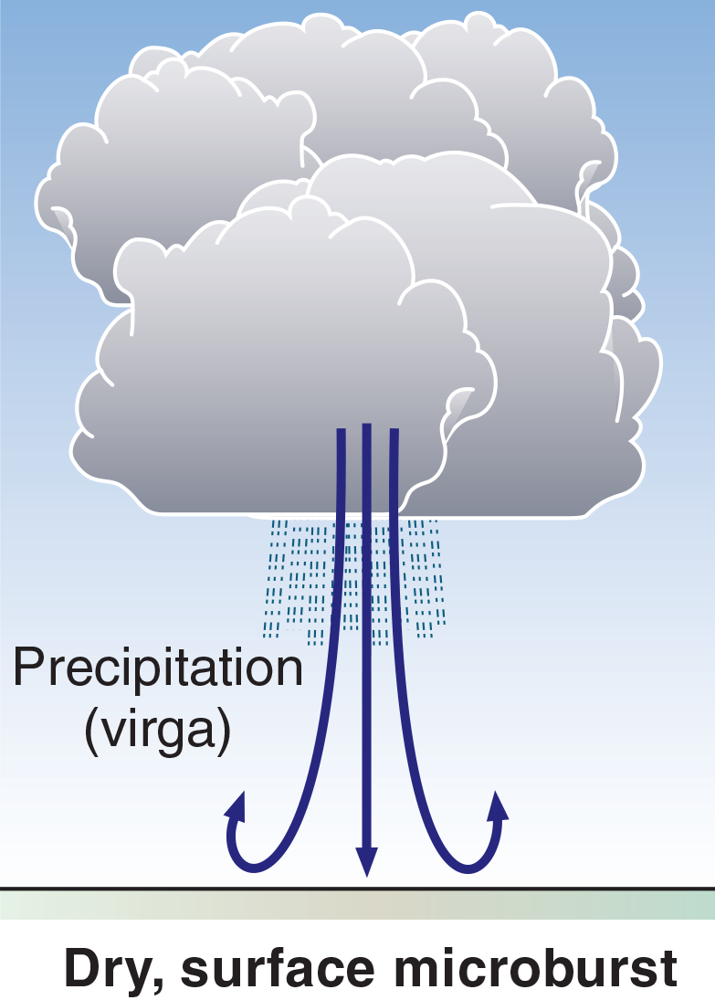 Precipitation
(virga)
Dry, surface microburst